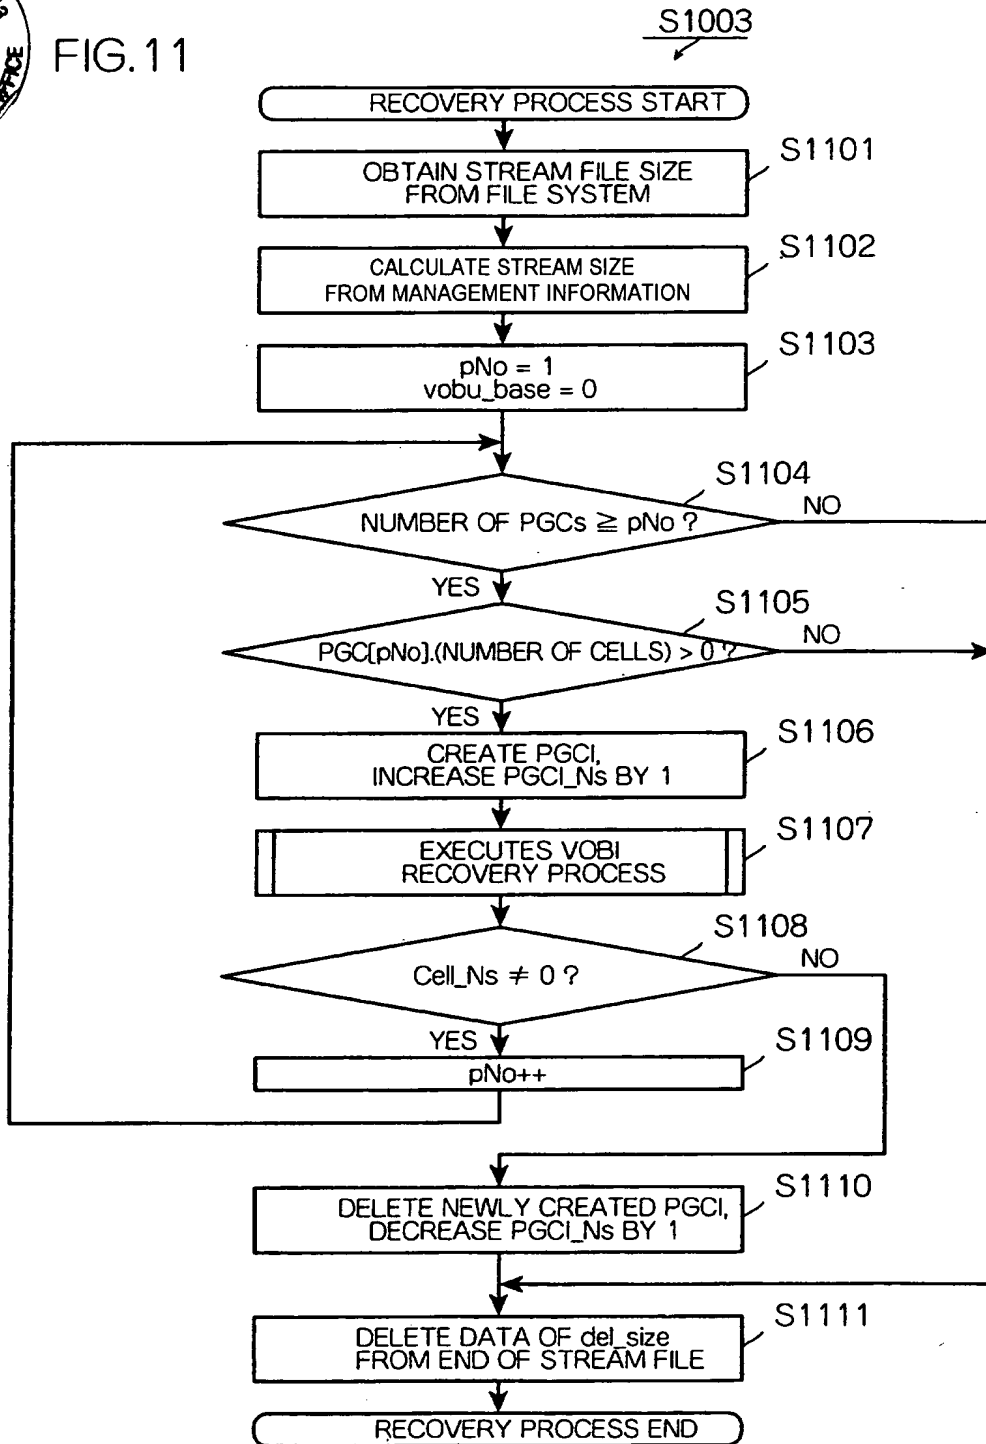 S1003
FIG.11
OFFICE
RECOVERY PROCESS START
S1101
OBTAIN STREAM FILE SIZE
FROM FILE SYSTEM
S1102
CALCULATE STREAM SIZE
FROM MANAGEMENT INFORMATION
S1103
pNo = 1
vobu_base = 0
S1104
NUMBER OF PGCs ≧ pNo ?
NO
YES
S1105
PGC[pNo].(NUMBER OF CELLS) > 0 ?
NO
YES
S1106
CREATE PGCI,
INCREASE PGCI_Ns BY 1
S1107
EXECUTES VOBI
RECOVERY PROCESS
S1108
Cell_Ns ≠ 0 ?
NO
YES
S1109
pNo++
S1110
DELETE NEWLY CREATED PGCI,
DECREASE PGCI_Ns BY 1
S1111
DELETE DATA OF del_size
FROM END OF STREAM FILE
RECOVERY PROCESS END